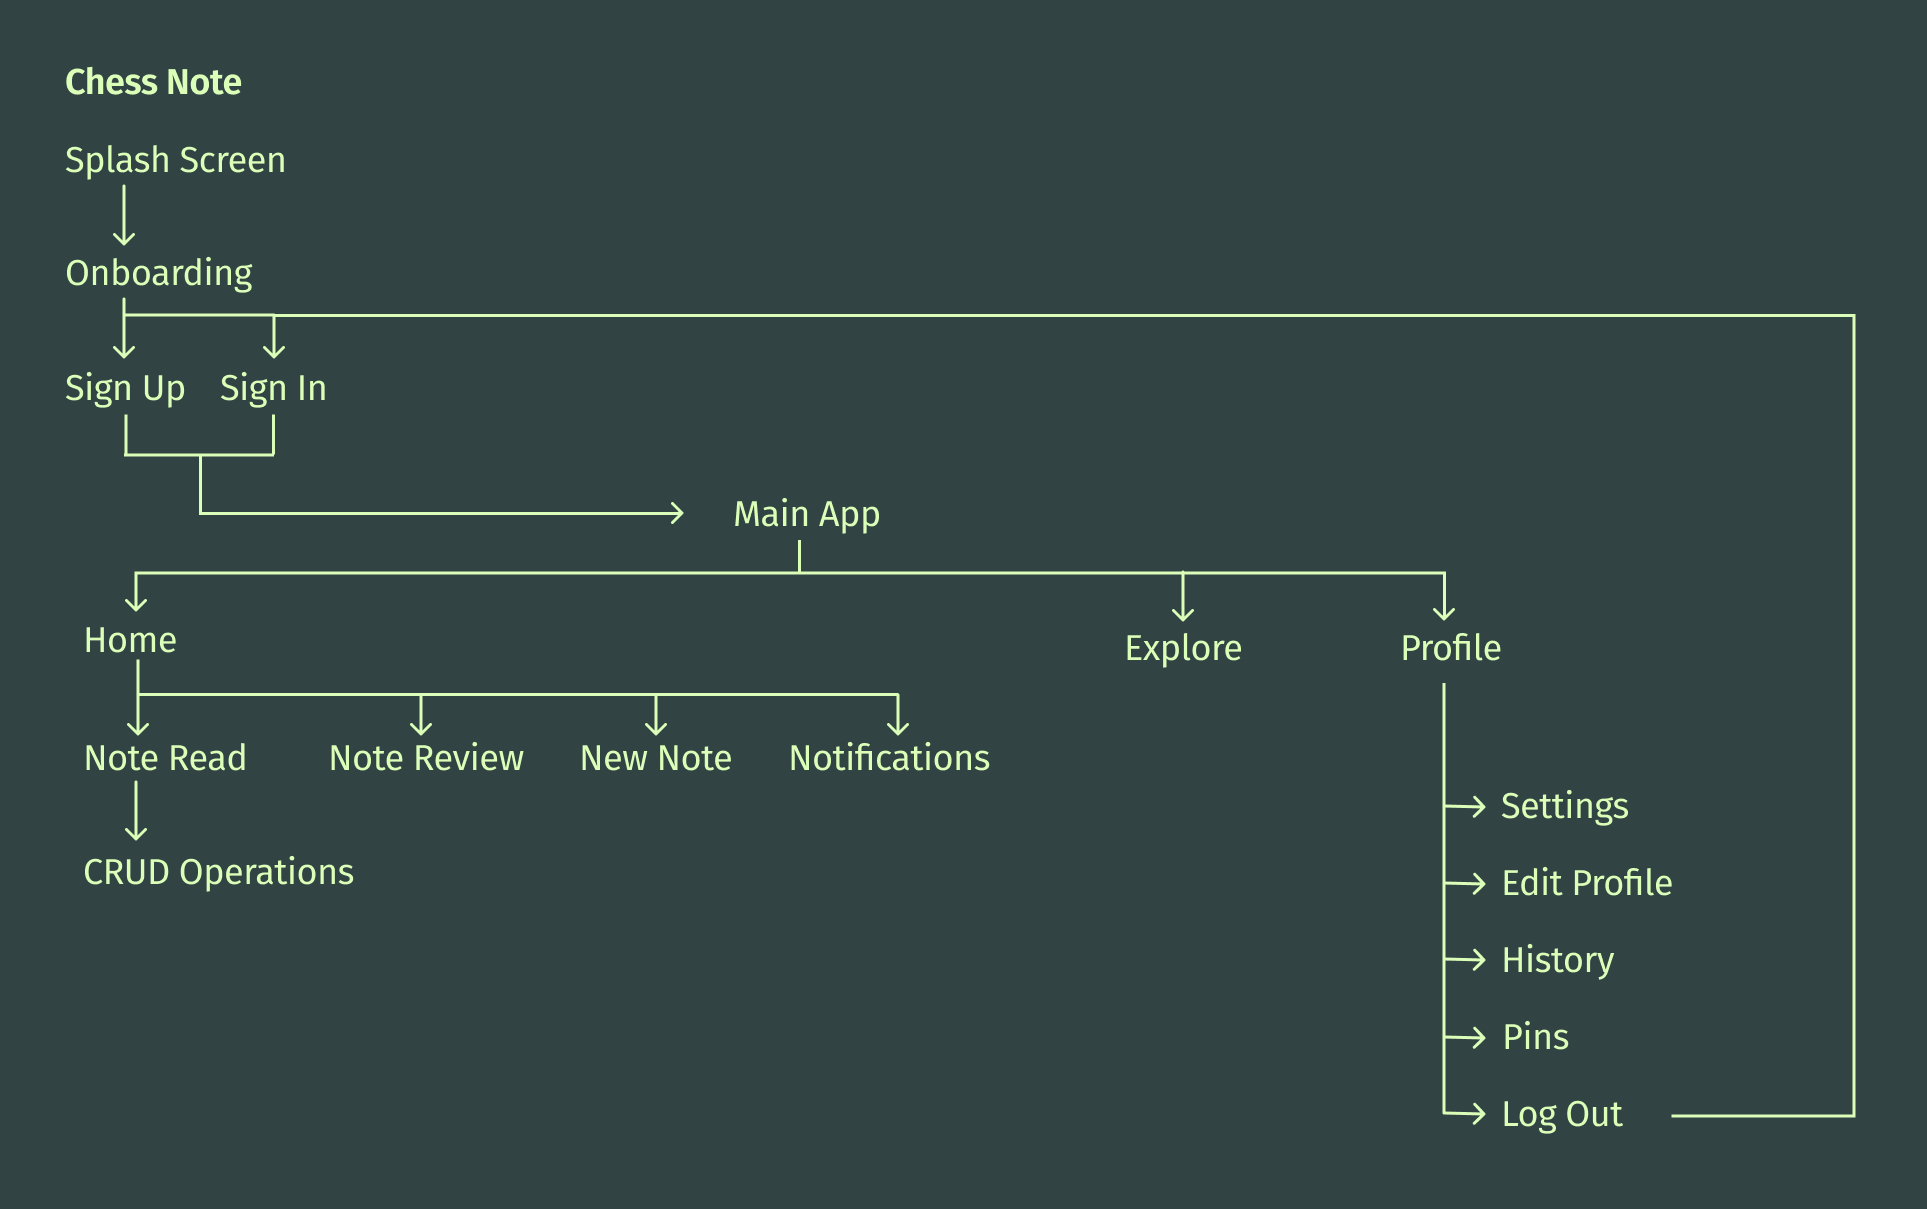 Chess Note
Splash Screen
Onboarding
Sign Up
Sign In
Main App
Home
Explore
Profile
Note Read
Note Review
New Note
Notifications
CRUD Operations
Settings
Edit Profile
History
Pins
Log Out